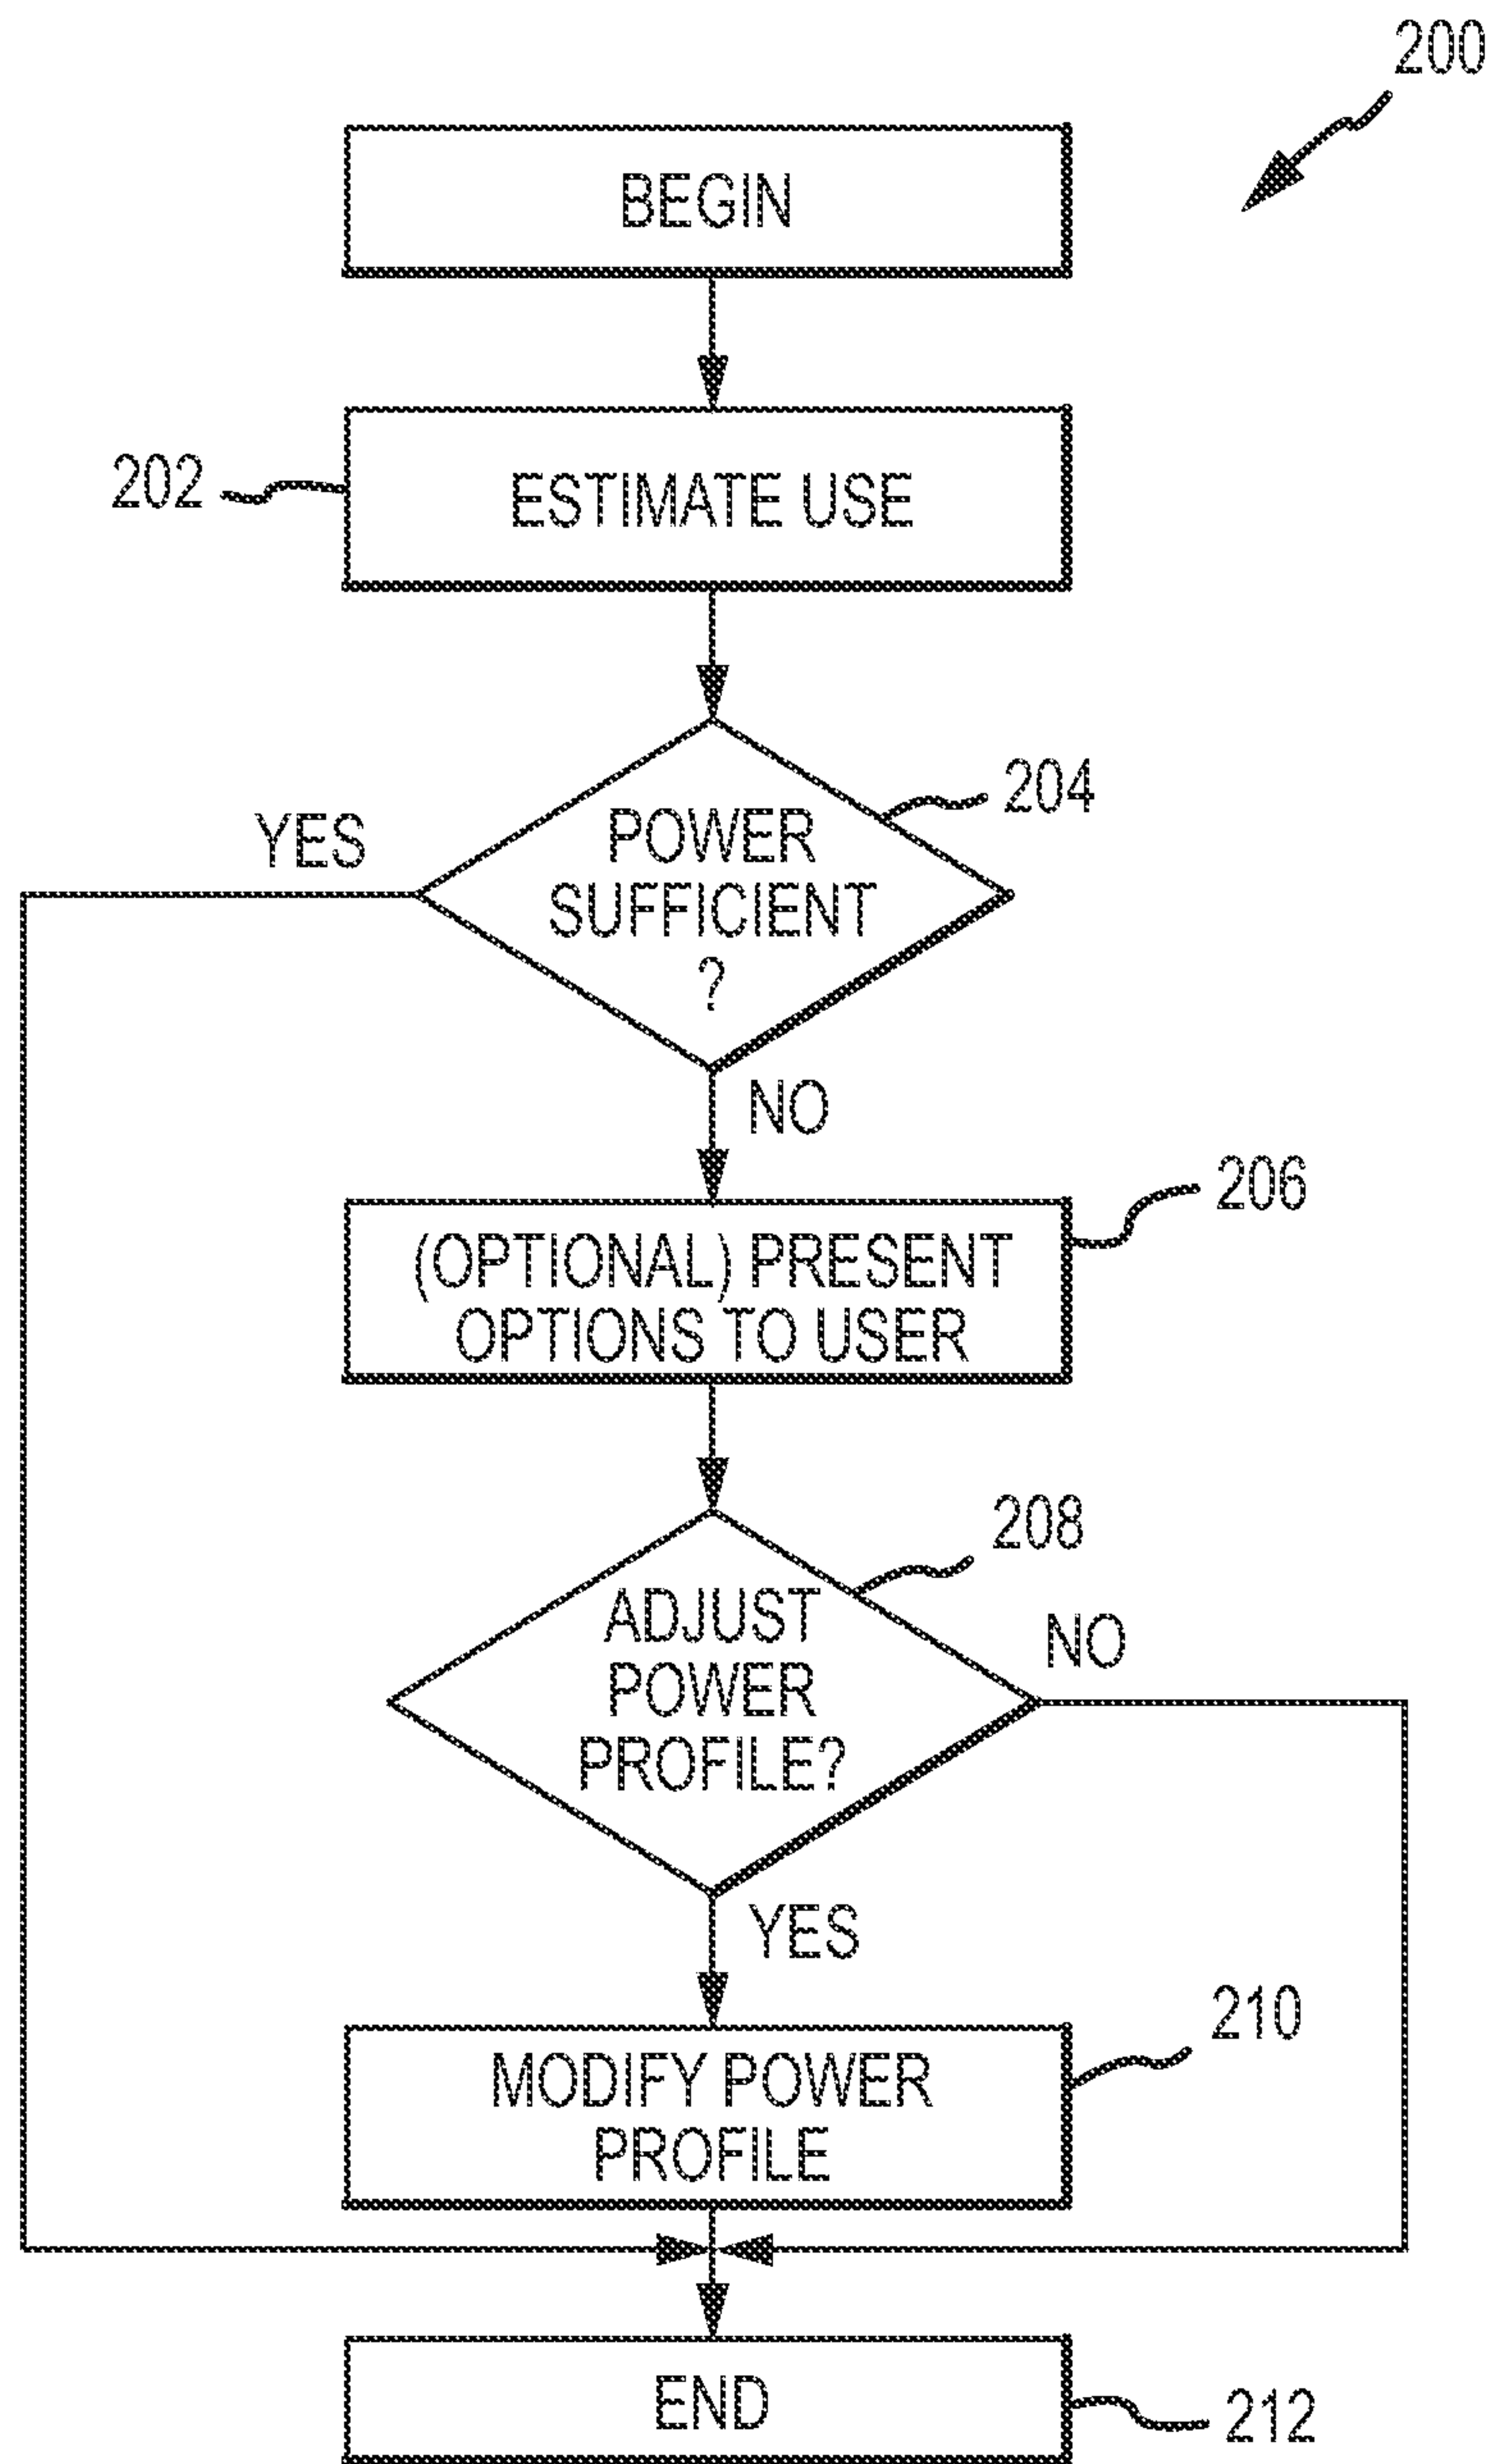 200
BEGIN
202
ESTIMATE USE
204
YES
POWER
SUFFICIENT
?
NO
206
(OPTIONAL) PRESENT
OPTIONS TO USER
208
ADJUST
POWER
PROFILE?
NO
YES
210
MODIFY POWER
PROFILE
END
212